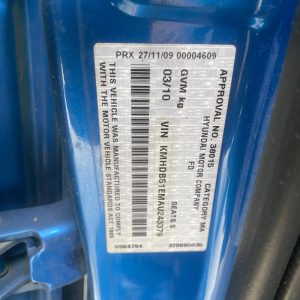 PRX 27/11/09 00004609
APPROVAL NO. 38015 CATEGORY MA
HYUNDAI MOTOR COMPANY FD
GVM kg SEATS 5
03/10 VIN KMHDB51EMAU243379
THIS VEHICLE WAS MANUFACTURED TO COMPLY
WITH THE MOTOR VEHICLE STANDARDS ACT 1989
V064794